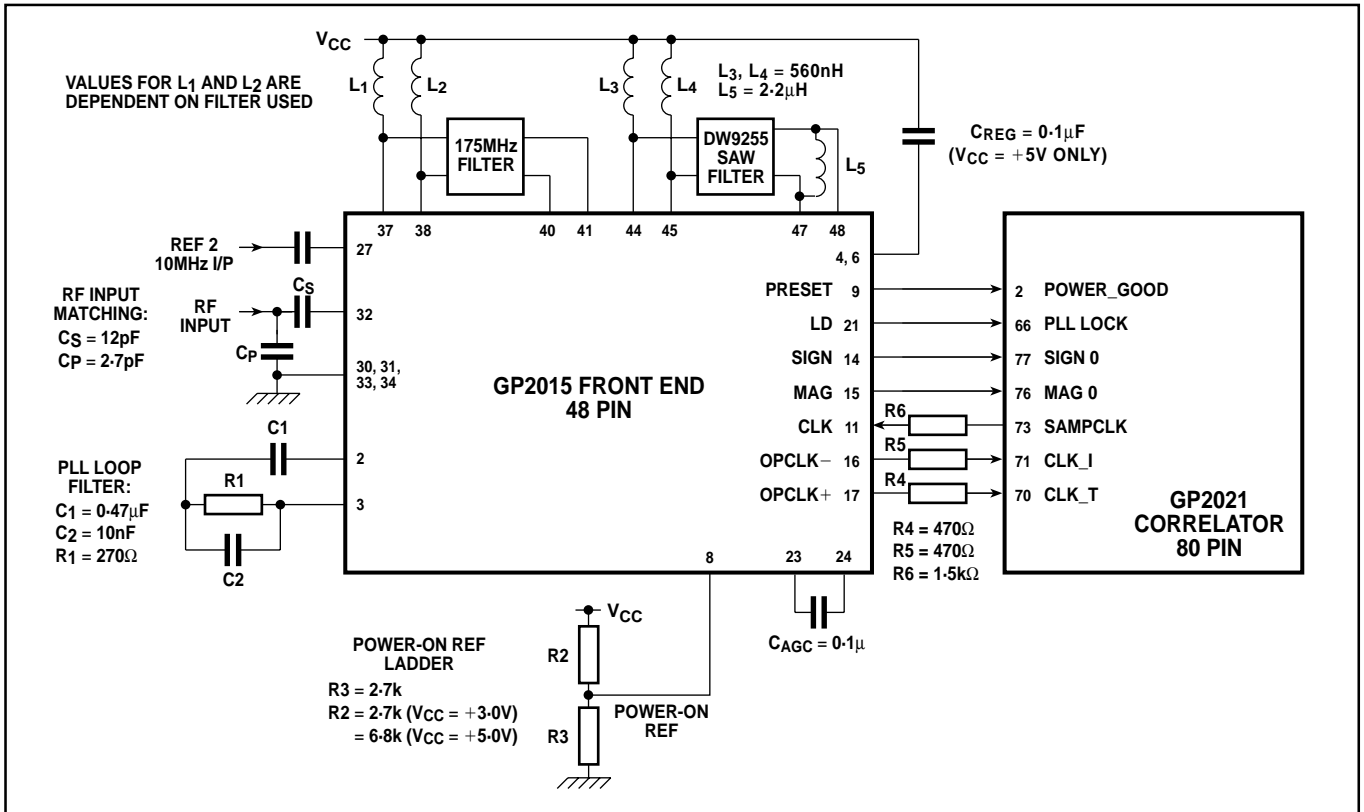 VCC
VALUES FOR L1 AND L2 ARE
DEPENDENT ON FILTER USED
L1
L2
L3
L4
L3, L4 = 560nH
L5 = 2·2μH
175MHz
FILTER
DW9255
SAW
FILTER
L5
CREG = 0·1μF
(VCC = +5V ONLY)
37
38
40
41
44
45
47
48
4, 6
REF 2
10MHz I/P
27
RF INPUT
MATCHING:
CS = 12pF
CP = 2·7pF
RF
INPUT
CS
32
CP
30, 31,
33, 34
GP2015 FRONT END
48 PIN
PRESET 9
LD 21
SIGN 14
MAG 15
CLK 11
OPCLK− 16
OPCLK+ 17
R6
R5
R4
2 POWER_GOOD
66 PLL LOCK
77 SIGN 0
76 MAG 0
73 SAMPCLK
71 CLK_I
70 CLK_T
GP2021
CORRELATOR
80 PIN
R4 = 470Ω
R5 = 470Ω
R6 = 1·5kΩ
PLL LOOP
FILTER:
C1 = 0·47μF
C2 = 10nF
R1 = 270Ω
C1
R1
C2
2
3
8
23
24
CAGC = 0·1μ
VCC
POWER-ON REF
LADDER
R3 = 2·7k
R2 = 2·7k (VCC = +3·0V)
= 6·8k (VCC = +5·0V)
R2
R3
POWER-ON
REF